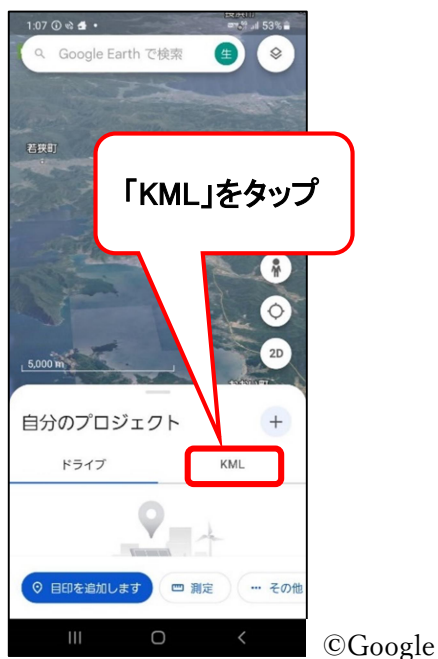 1:07
53%
Google Earth で検索
生
若狭町
「KML」をタップ
2D
5,000 m
自分のプロジェクト
+
ドライブ
KML
目印を追加します
測定
… その他
©Google